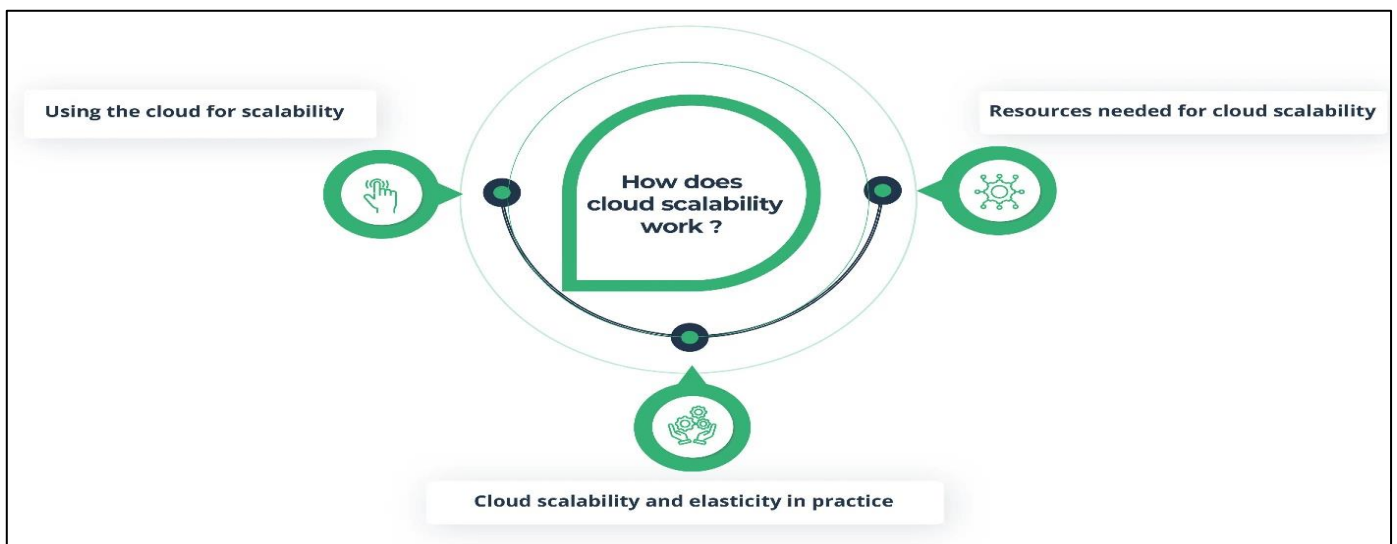 Using the cloud for scalability
Resources needed for cloud scalability
How does
cloud scalability
work ?
Cloud scalability and elasticity in practice